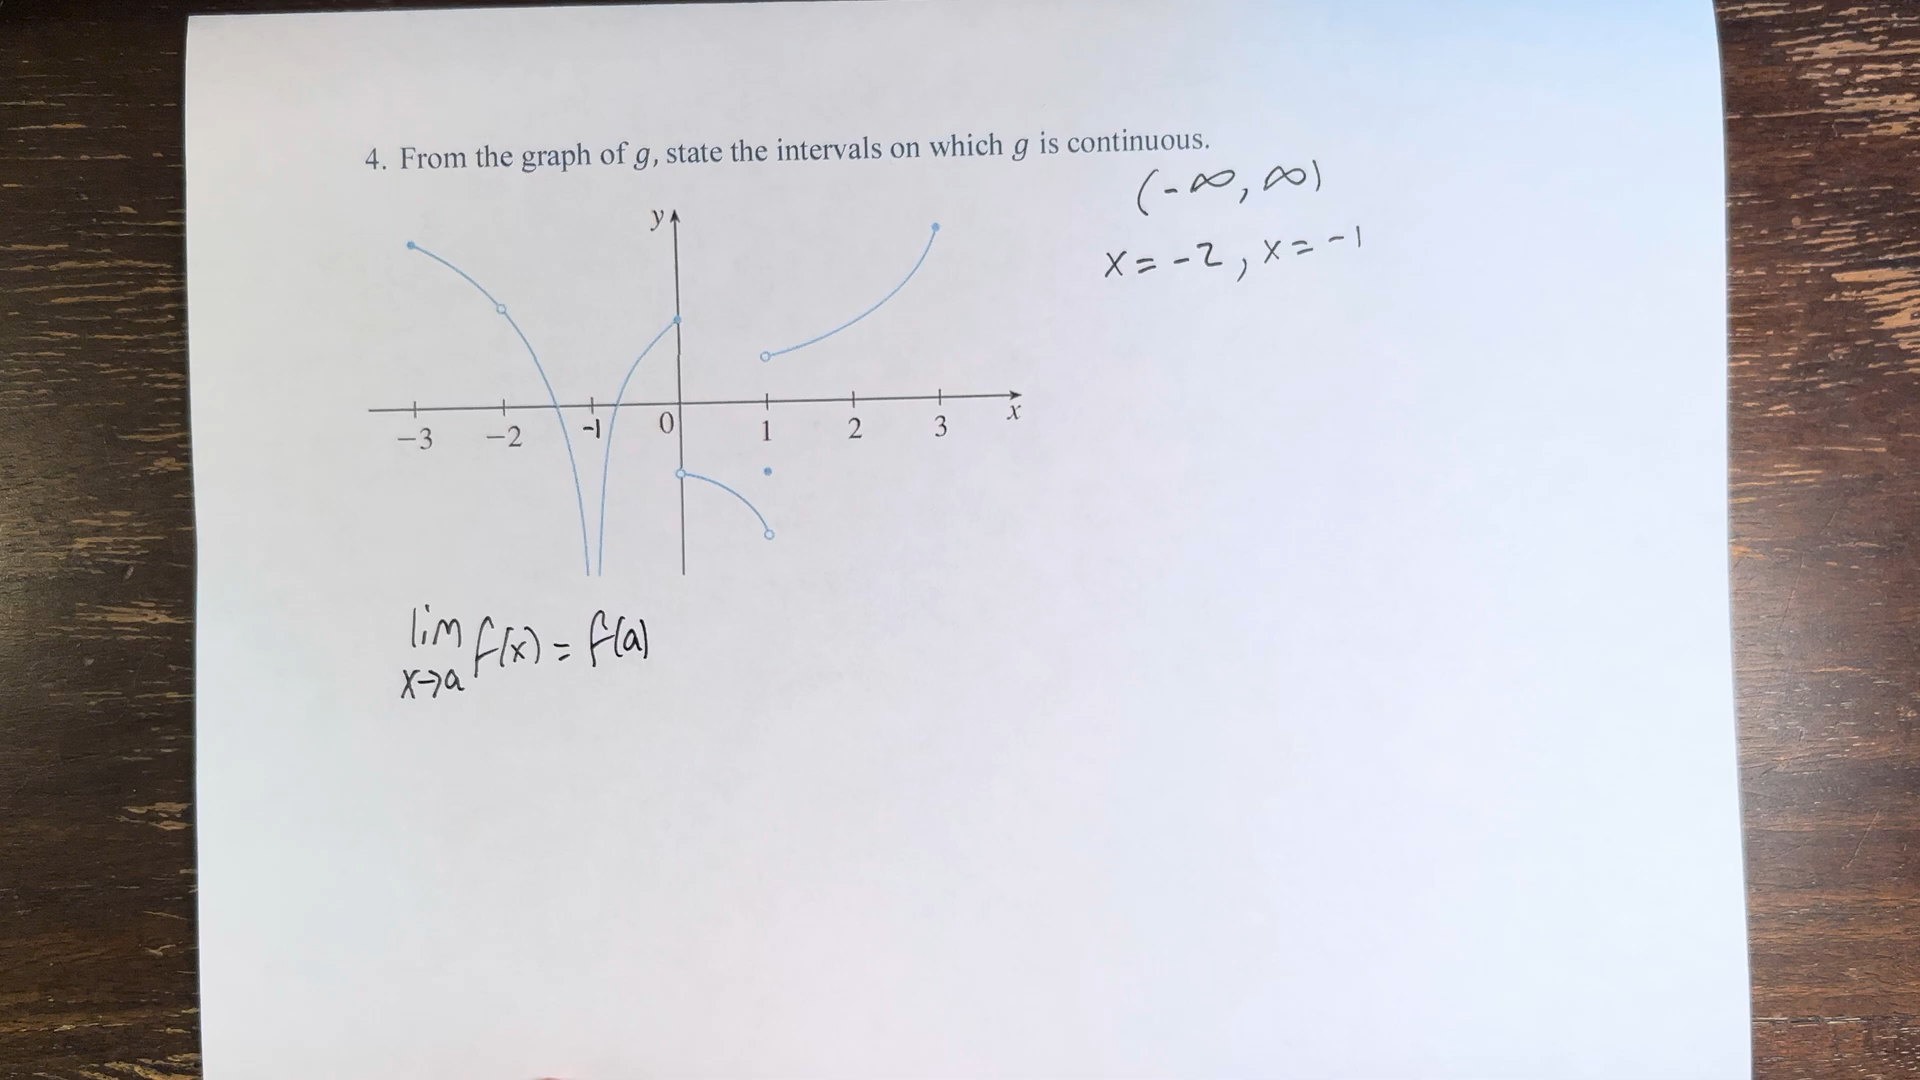 4. From the graph of g, state the intervals on which g is continuous.
(-∞, ∞)
x = -2, x = -1
y
−3 −2 -1 0 1 2 3 x
lim f(x) = f(a)
x→a